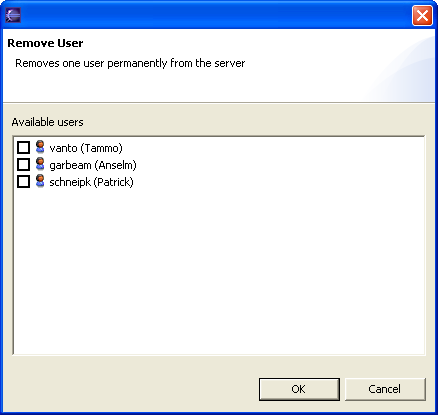 Remove User
Removes one user permanently from the server
Available users
vanto (Tammo)
garbeam (Anselm)
schneipk (Patrick)
OK
Cancel